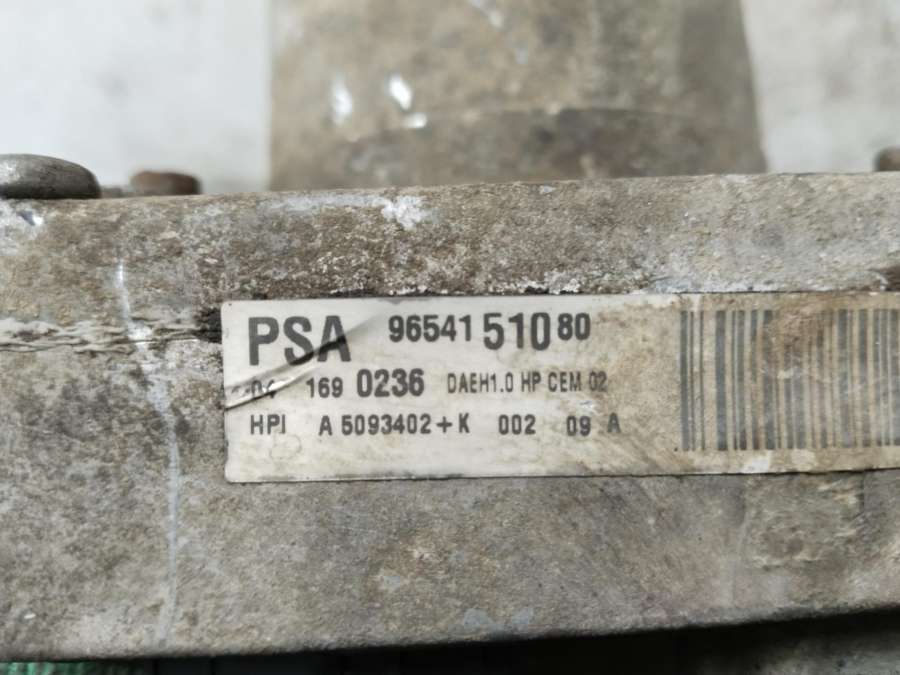 PSA 96541 510 80
169 0236 DAEH1.0 HP CEM 02
HPI A 5093402+K 002 09 A